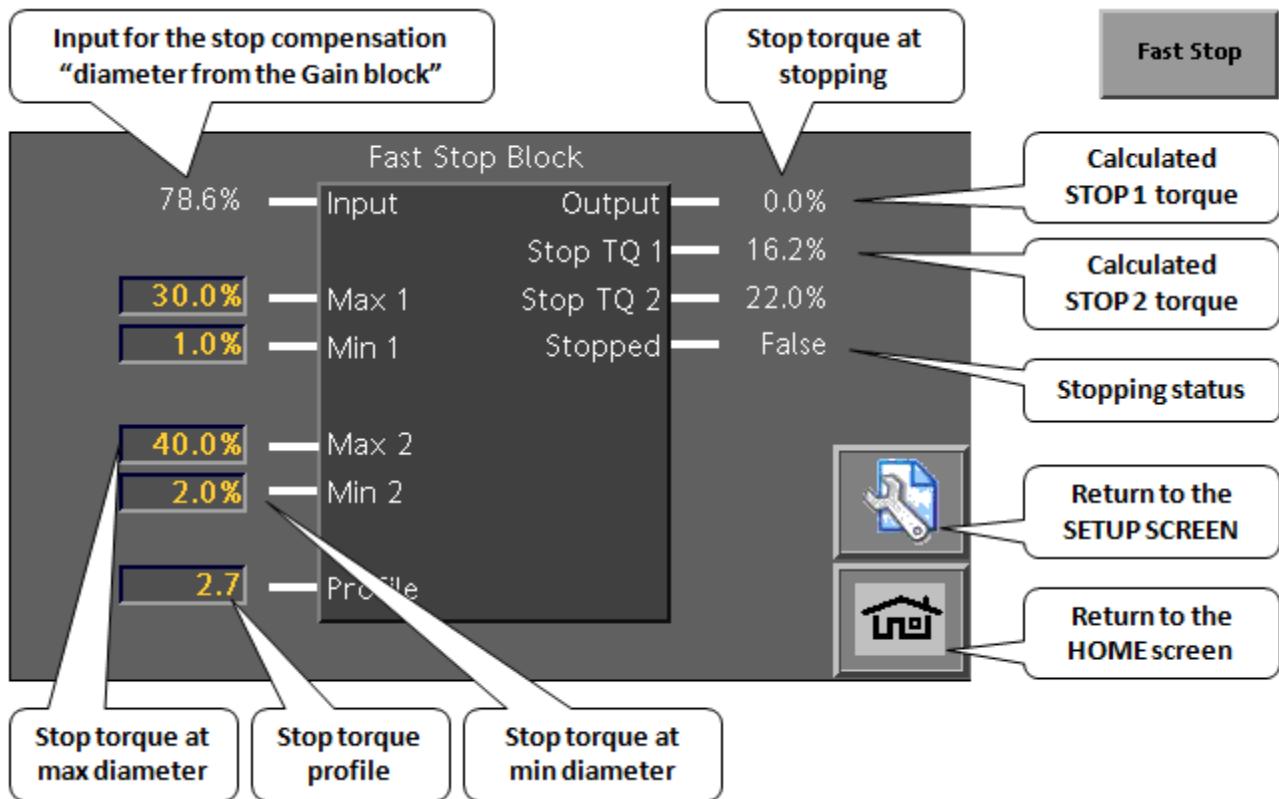 Input for the stop compensation
“diameter from the Gain block”
Stop torque at
stopping
Fast Stop
Fast Stop Block
78.6%
Input
Output
0.0%
Calculated
STOP 1 torque
Stop TQ 1
16.2%
Calculated
STOP 2 torque
30.0%
Max 1
Stop TQ 2
22.0%
1.0%
Min 1
Stopped
False
Stopping status
40.0%
Max 2
2.0%
Min 2
Return to the
SETUP SCREEN
2.7
Profile
Return to the
HOME screen
Stop torque at
max diameter
Stop torque
profile
Stop torque at
min diameter